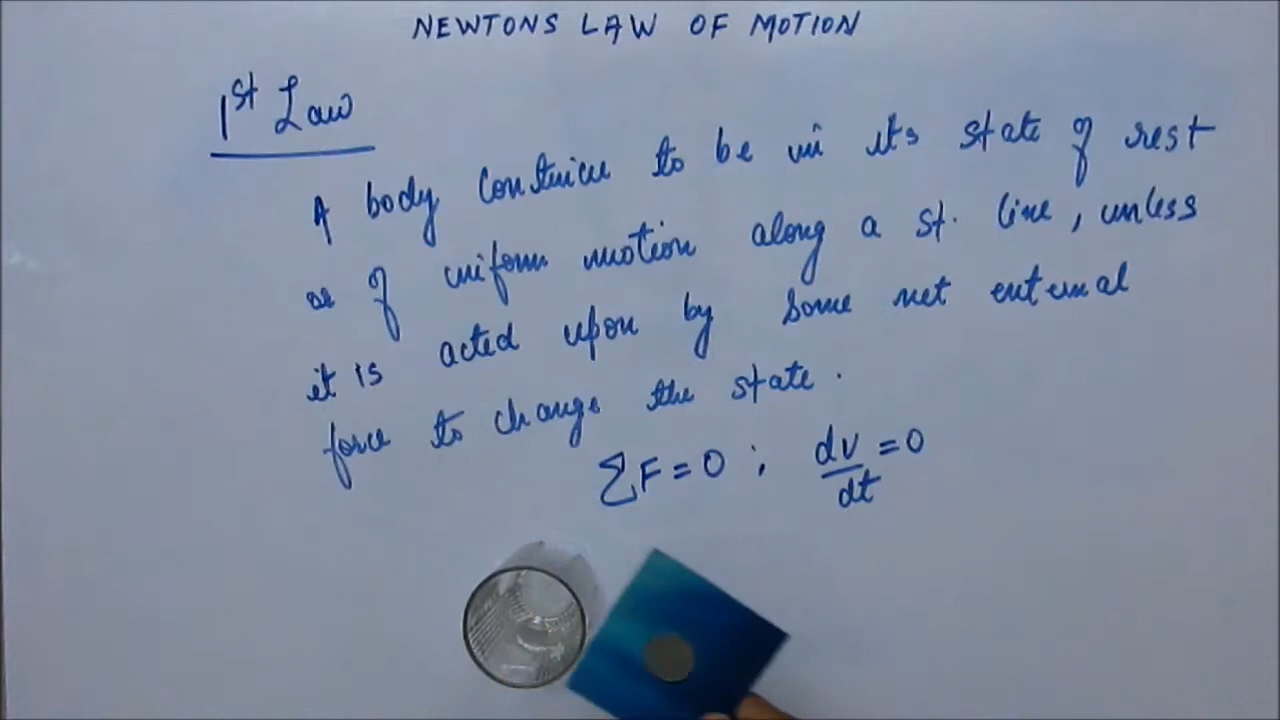 NEWTONS LAW OF MOTION
1st Law
A body continue to be in its state of rest
or of uniform motion along a st. line, unless
it is acted upon by some net external
force to change the state.
∑F=0 ; dv/dt=0